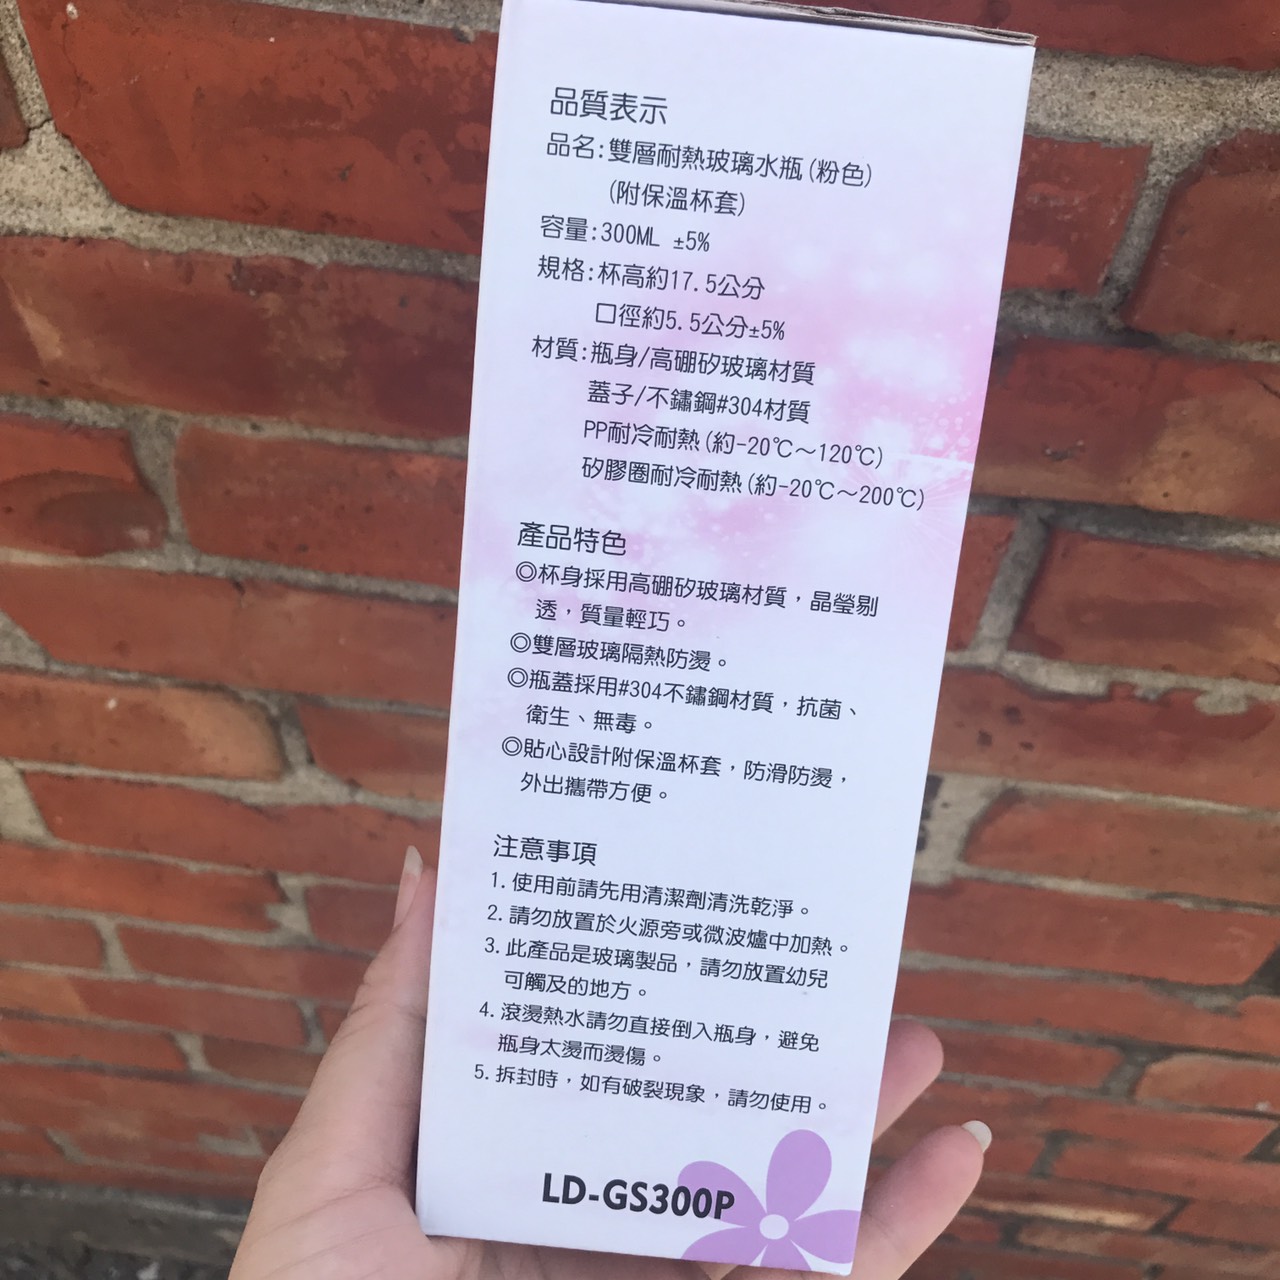 品質表示
品名:雙層耐熱玻璃水瓶(粉色)
(附保溫杯套)
容量:300ML ±5%
規格:杯高約17.5公分
口徑約5.5公分±5%
材質:瓶身/高硼矽玻璃材質
蓋子/不鏽鋼#304材質
PP耐冷耐熱(約-20℃～120℃)
矽膠圈耐冷耐熱(約-20℃～200℃)
產品特色
◎杯身採用高硼矽玻璃材質，晶瑩剔
透，質量輕巧。
◎雙層玻璃隔熱防燙。
◎瓶蓋採用#304不鏽鋼材質，抗菌、
衛生、無毒。
◎貼心設計附保溫杯套，防滑防燙，
外出攜帶方便。
注意事項
1. 使用前請先用清潔劑清洗乾淨。
2. 請勿放置於火源旁或微波爐中加熱。
3. 此產品是玻璃製品，請勿放置幼兒
可觸及的地方。
4. 滾燙熱水請勿直接倒入瓶身，避免
瓶身太燙而燙傷。
5. 拆封時，如有破裂現象，請勿使用。
LD-GS300P